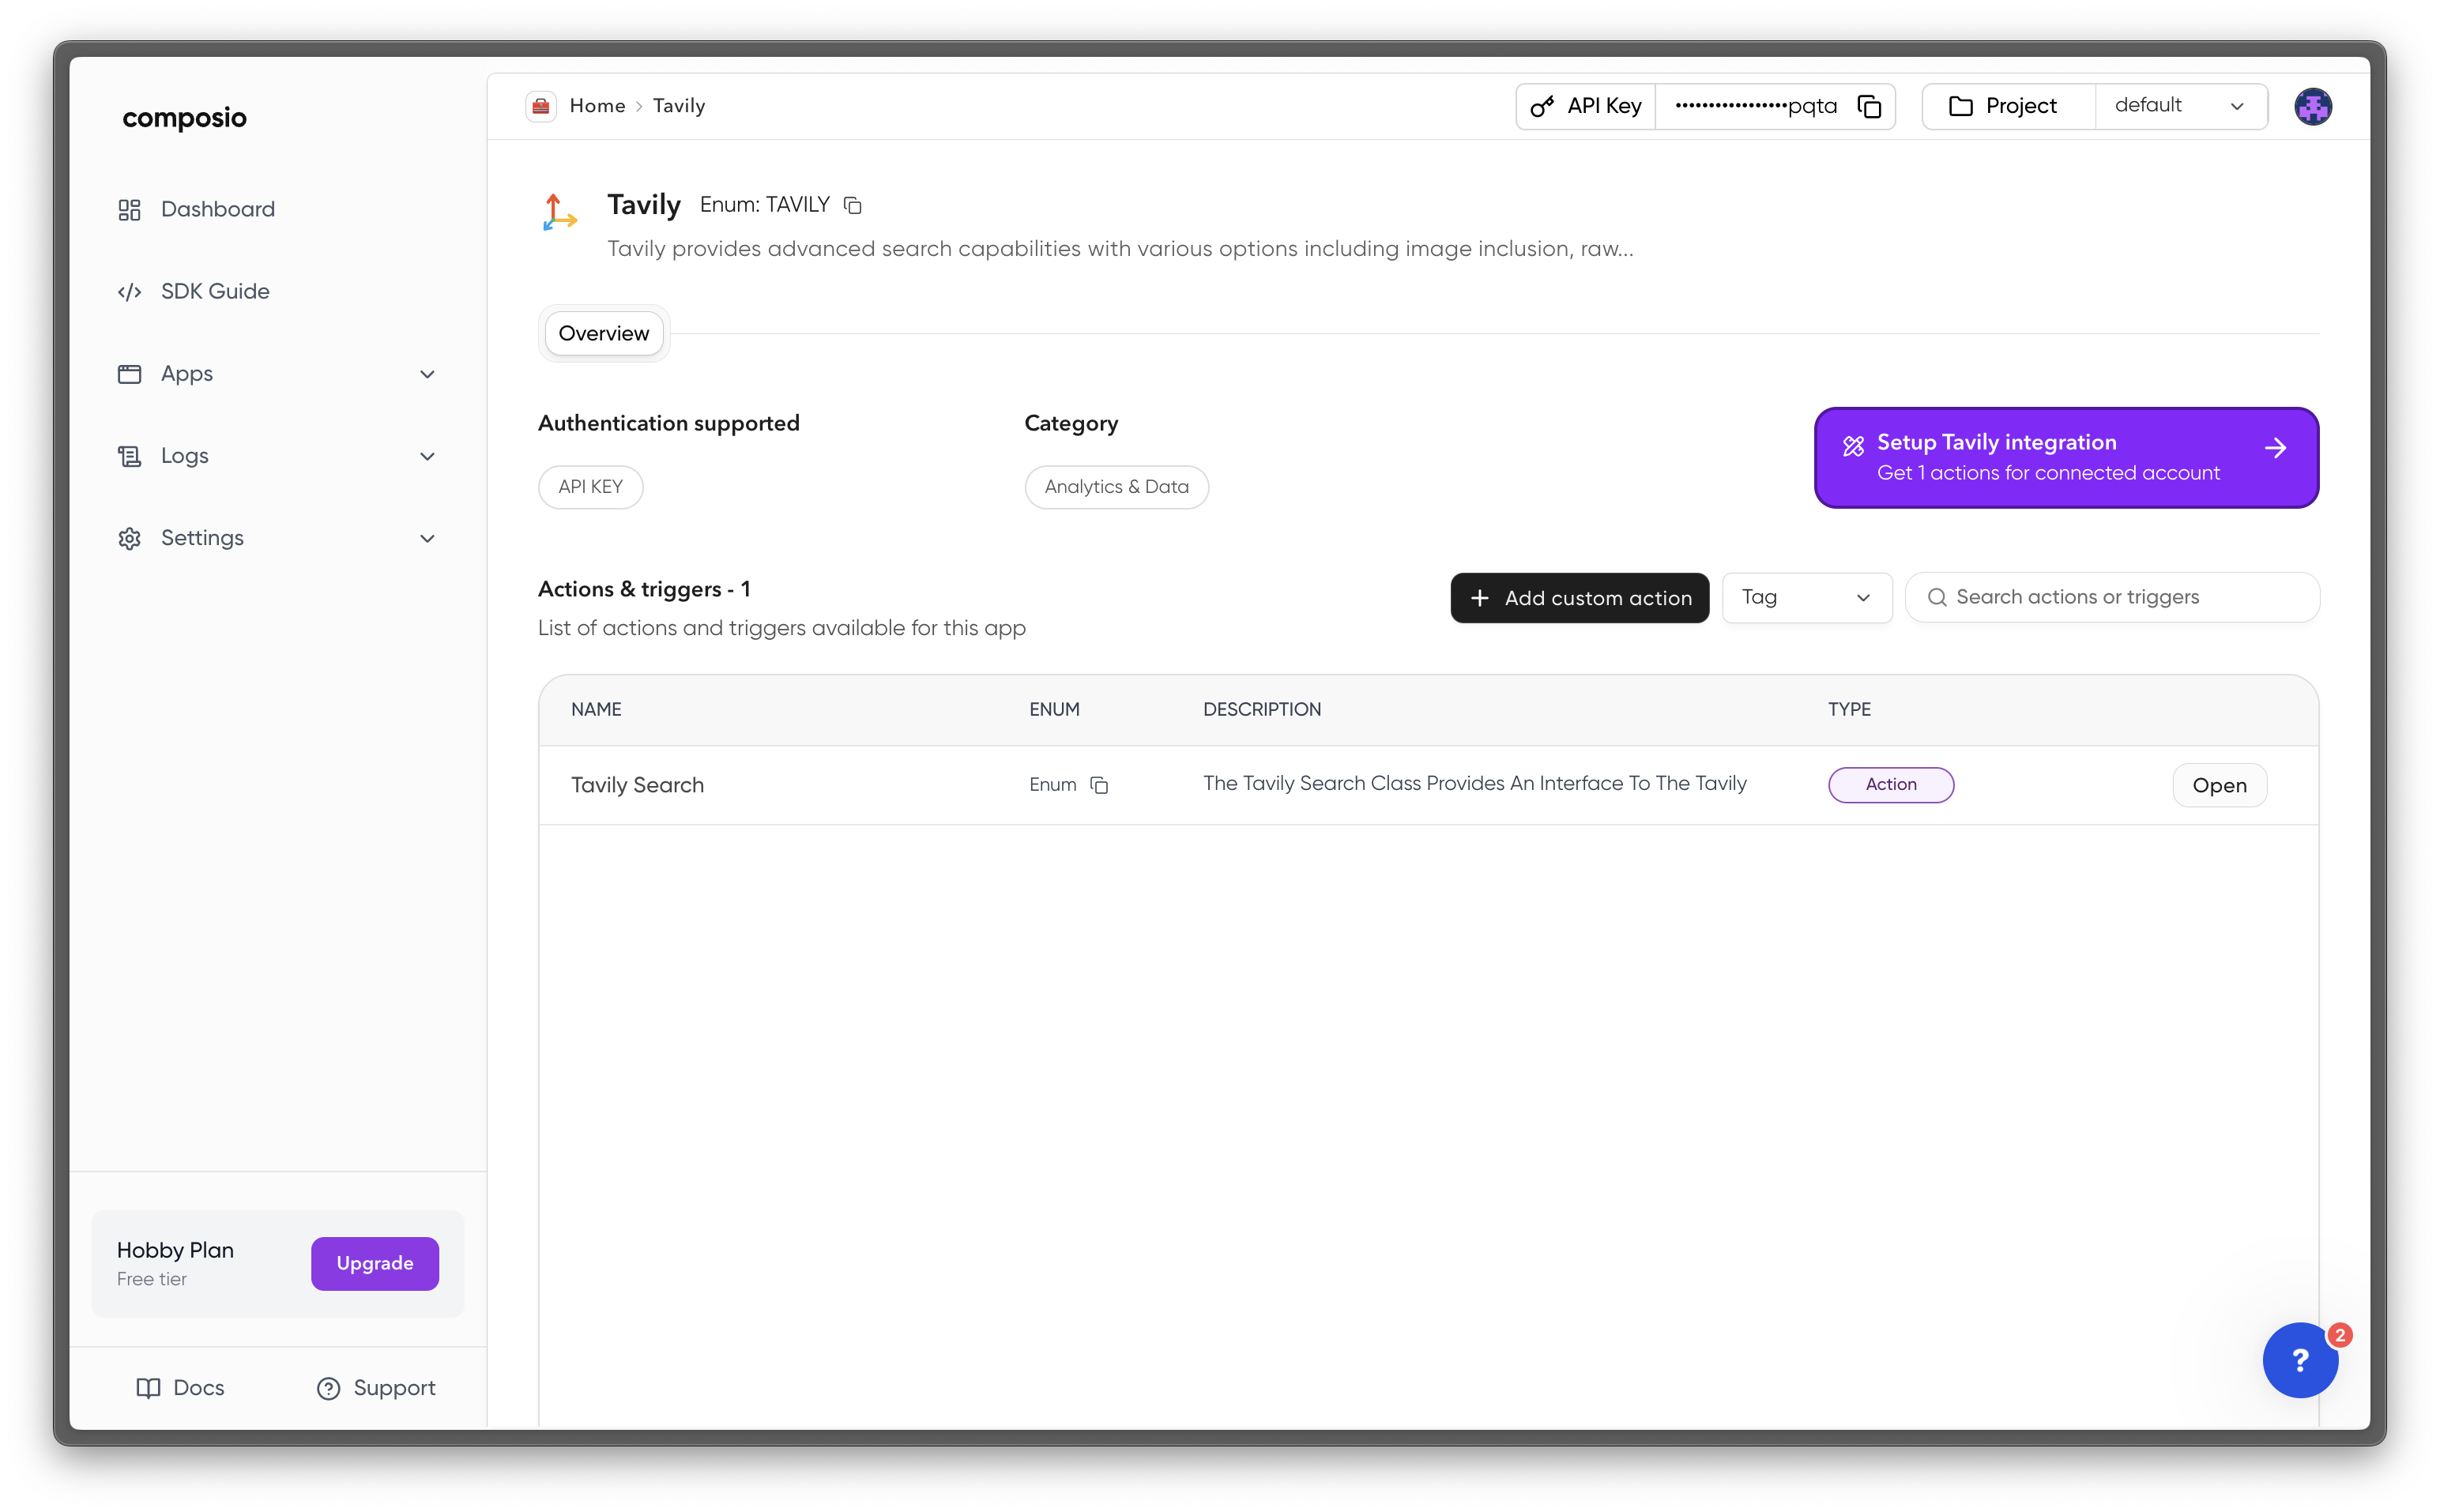 composio
Dashboard
SDK Guide
Apps
Logs
Settings
Hobby Plan
Free tier
Upgrade
Docs
Support
Home > Tavily
API Key
•••••••••••••••••pqta
Project
default
Tavily Enum: TAVILY
Tavily provides advanced search capabilities with various options including image inclusion, raw...
Overview
Authentication supported
API KEY
Category
Analytics & Data
Setup Tavily integration
Get 1 actions for connected account
Actions & triggers - 1
List of actions and triggers available for this app
+ Add custom action
Tag
Search actions or triggers
NAME ENUM DESCRIPTION TYPE
Tavily Search Enum The Tavily Search Class Provides An Interface To The Tavily Action Open
?
2